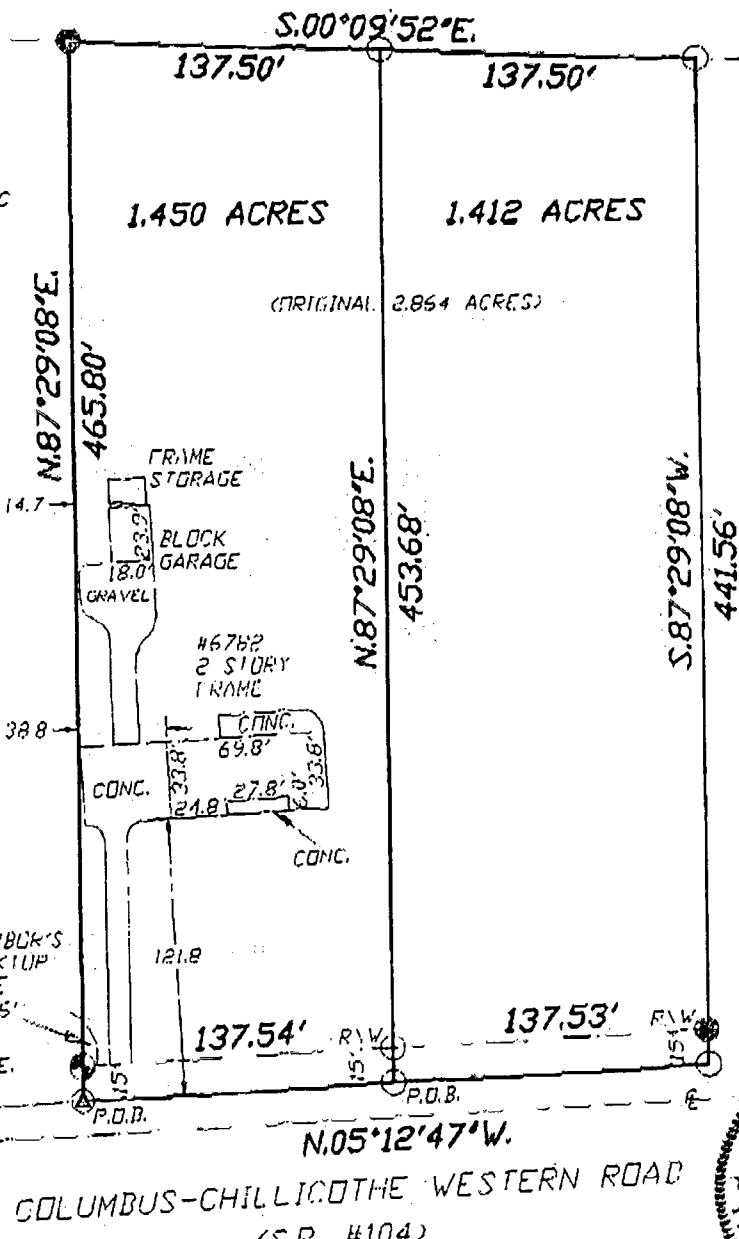 S.00°09'52"E.
137.50' 137.50'
1.450 ACRES 1.412 ACRES
(ORIGINAL 2.864 ACRES)
N.87°29'08"E.
465.80'
N.87°29'08"E.
453.68'
S.87°29'08"W.
441.56'
FRAME
STORAGE
14.7
23.9'
BLOCK
GARAGE
18.0'
GRAVEL
#6782
2 STORY
FRAME
38.8
CONC.
69.8'
CONC.
33.8'
33.8'
27.8'
24.8'
CONC.
121.8
137.54' R\W 137.53' R\W
15' 15' 15'
P.O.B. P.O.B.
N.05°12'47"W.
COLUMBUS-CHILLICOTHE WESTERN ROAD
(S.R. #104)